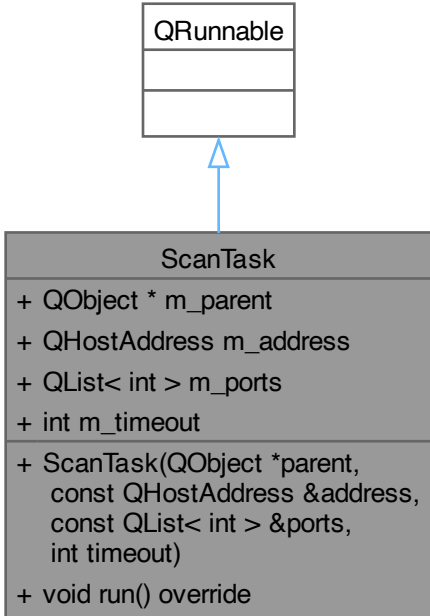 QRunnable
ScanTask
+ QObject * m_parent
+ QHostAddress m_address
+ QList< int > m_ports
+ int m_timeout
+ ScanTask(QObject *parent,
const QHostAddress &address,
const QList< int > &ports,
int timeout)
+ void run() override